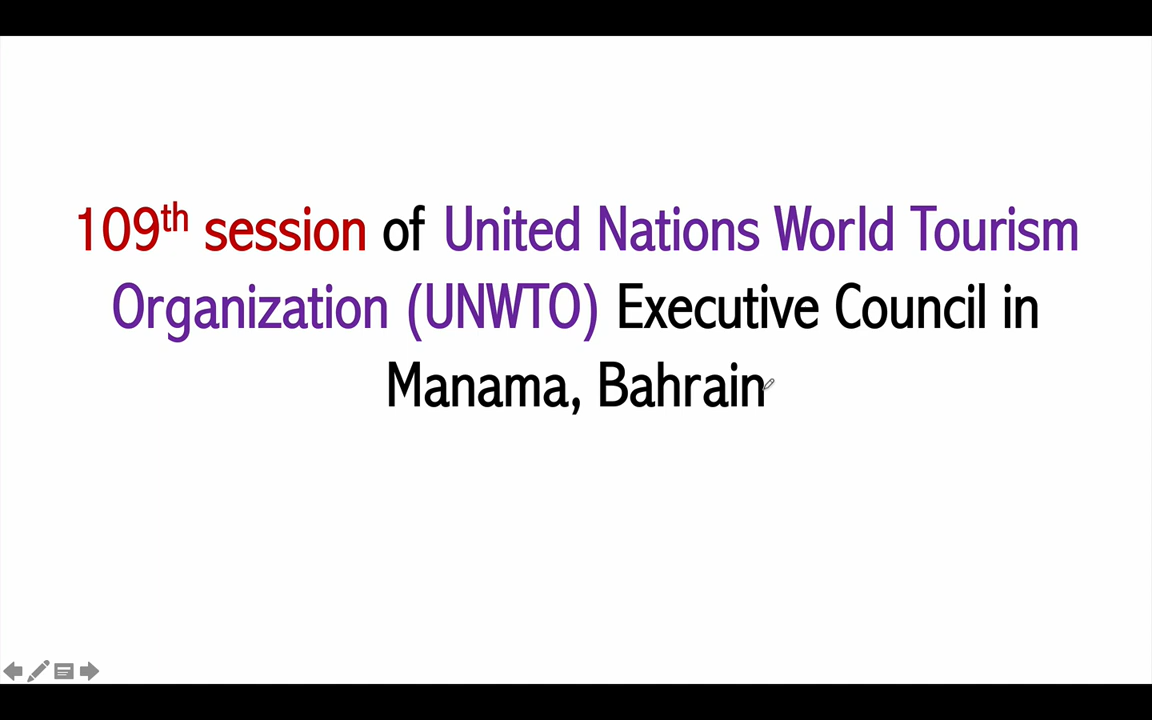 109th session of United Nations World Tourism
Organization (UNWTO) Executive Council in
Manama, Bahrain